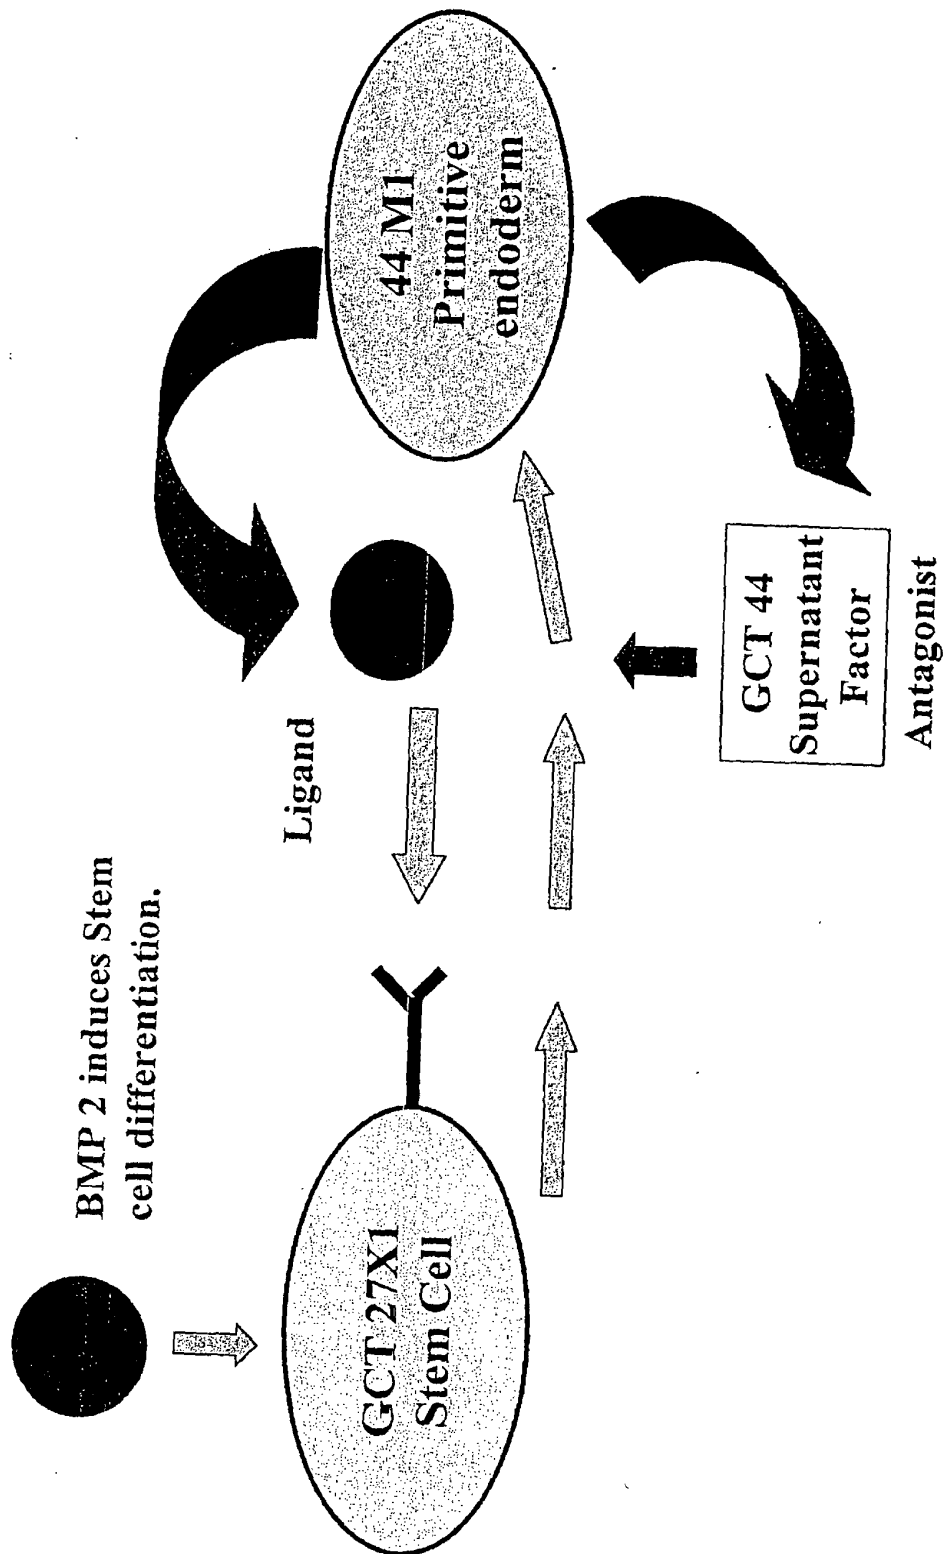 BMP 2 induces Stem
cell differentiation.
GCT 27X1
Stem Cell
Ligand
44 M1
Primitive
endoderm
GCT 44
Supernatant
Factor
Antagonist